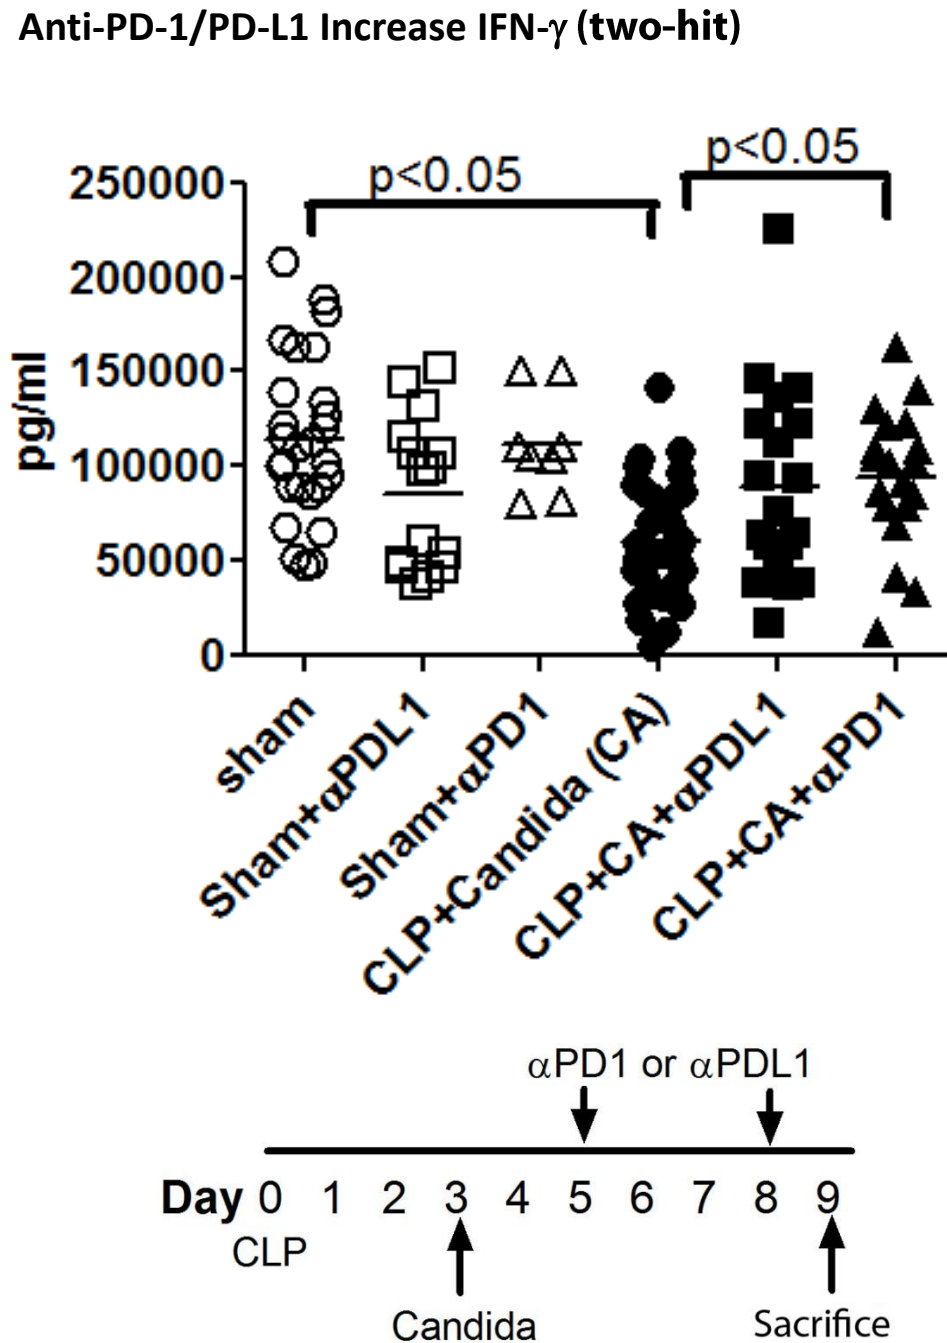 Anti-PD-1/PD-L1 Increase IFN-γ (two-hit)
p<0.05
p<0.05
250000
200000
150000
100000
50000
0
pg/ml
sham
Sham+αPDL1
Sham+αPD1
CLP+Candida (CA)
CLP+CA+αPDL1
CLP+CA+αPD1
αPD1 or αPDL1
Day 0 1 2 3 4 5 6 7 8 9
CLP
Candida
Sacrifice